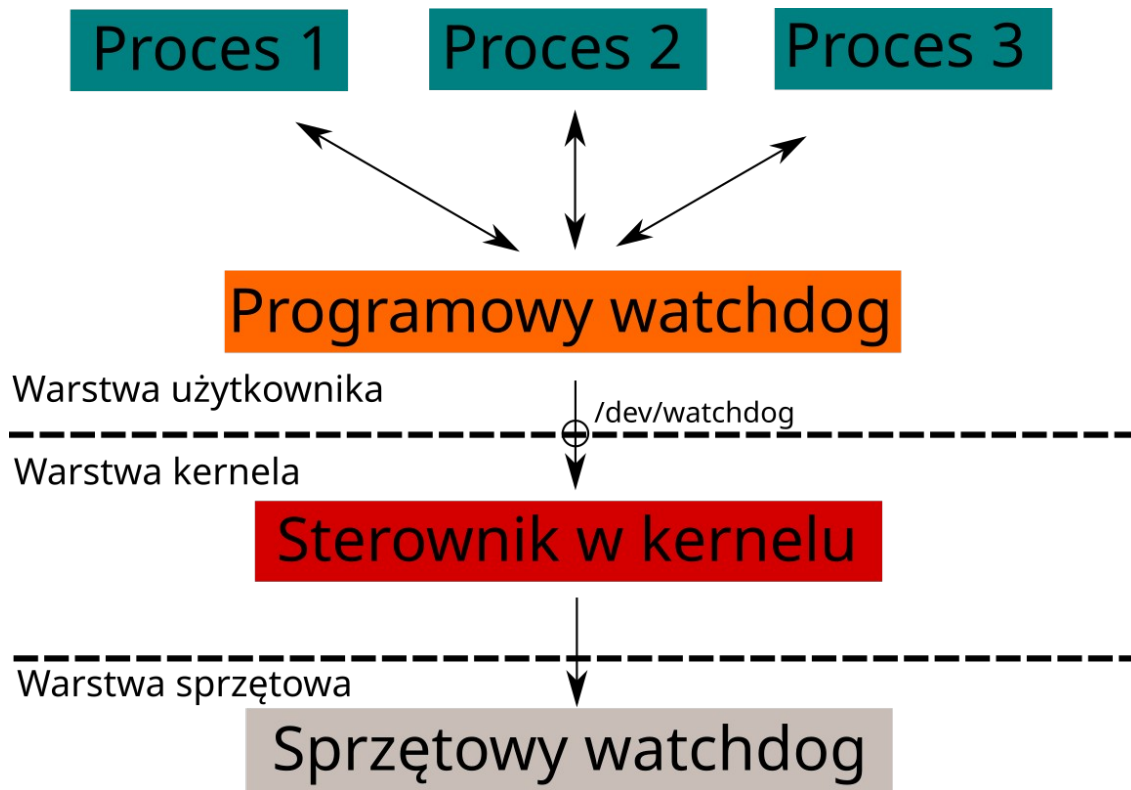 Proces 1
Proces 2
Proces 3
Programowy watchdog
Warstwa użytkownika
/dev/watchdog
Warstwa kernela
Sterownik w kernelu
Warstwa sprzętowa
Sprzętowy watchdog